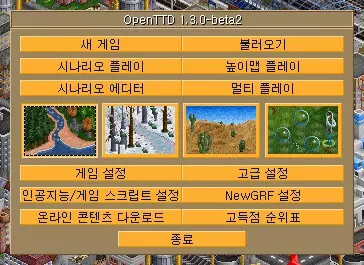 OpenTTD 1.3.0-beta2
새 게임 불러오기
시나리오 플레이 높이맵 플레이
시나리오 에디터 멀티 플레이
게임 설정 고급 설정
인공지능/게임 스크립트 설정 NewGRF 설정
온라인 콘텐츠 다운로드 고득점 순위표
종료